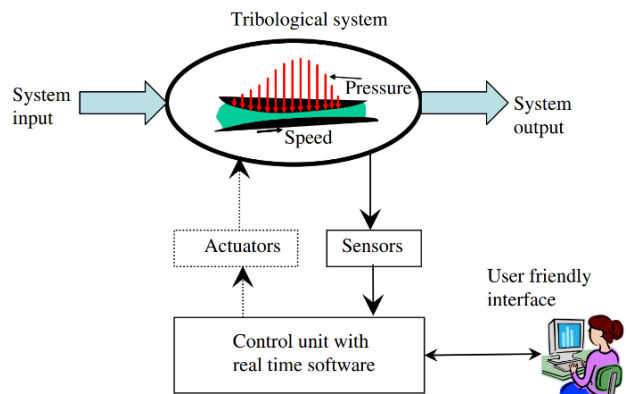 Tribological system
Pressure
System
input
System
output
Speed
Actuators
Sensors
User friendly
interface
Control unit with
real time software